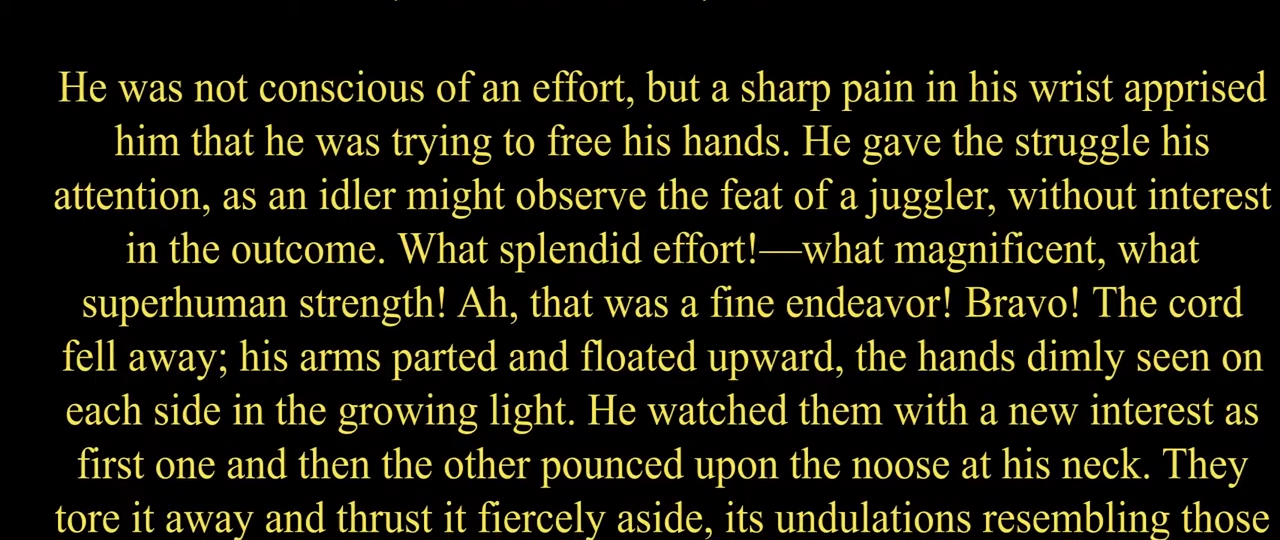 He was not conscious of an effort, but a sharp pain in his wrist apprised
him that he was trying to free his hands. He gave the struggle his
attention, as an idler might observe the feat of a juggler, without interest
in the outcome. What splendid effort!—what magnificent, what
superhuman strength! Ah, that was a fine endeavor! Bravo! The cord
fell away; his arms parted and floated upward, the hands dimly seen on
each side in the growing light. He watched them with a new interest as
first one and then the other pounced upon the noose at his neck. They
tore it away and thrust it fiercely aside, its undulations resembling those